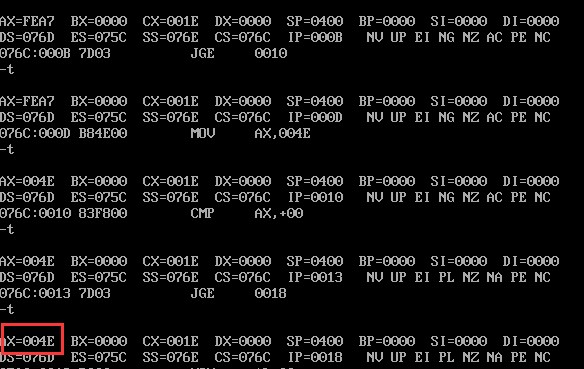 AX=FEA7 BX=0000 CX=001E DX=0000 SP=0400 BP=0000 SI=0000 DI=0000
DS=076D ES=075C SS=076E CS=076C IP=000B NV UP EI NG NZ AC PE NC
076C:000B 7D03 JGE 0010
-t
AX=FEA7 BX=0000 CX=001E DX=0000 SP=0400 BP=0000 SI=0000 DI=0000
DS=076D ES=075C SS=076E CS=076C IP=000D NV UP EI NG NZ AC PE NC
076C:000D B84E00 MOV AX,004E
-t
AX=004E BX=0000 CX=001E DX=0000 SP=0400 BP=0000 SI=0000 DI=0000
DS=076D ES=075C SS=076E CS=076C IP=0010 NV UP EI NG NZ AC PE NC
076C:0010 83F800 CMP AX,+00
-t
AX=004E BX=0000 CX=001E DX=0000 SP=0400 BP=0000 SI=0000 DI=0000
DS=076D ES=075C SS=076E CS=076C IP=0013 NV UP EI PL NZ NA PE NC
076C:0013 7D03 JGE 0018
-t
AX=004E BX=0000 CX=001E DX=0000 SP=0400 BP=0000 SI=0000 DI=0000
DS=076D ES=075C SS=076E CS=076C IP=0018 NV UP EI PL NZ NA PE NC